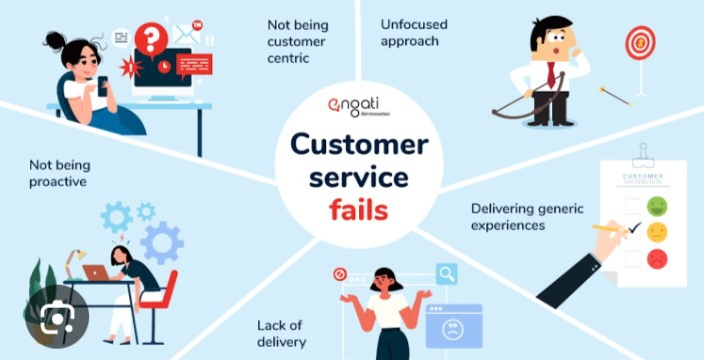 Not being
customer
centric
Unfocused
approach
engati
Customer
service
fails
Not being
proactive
Delivering generic
experiences
CUSTOMER
SATISFACTION
Lack of
delivery